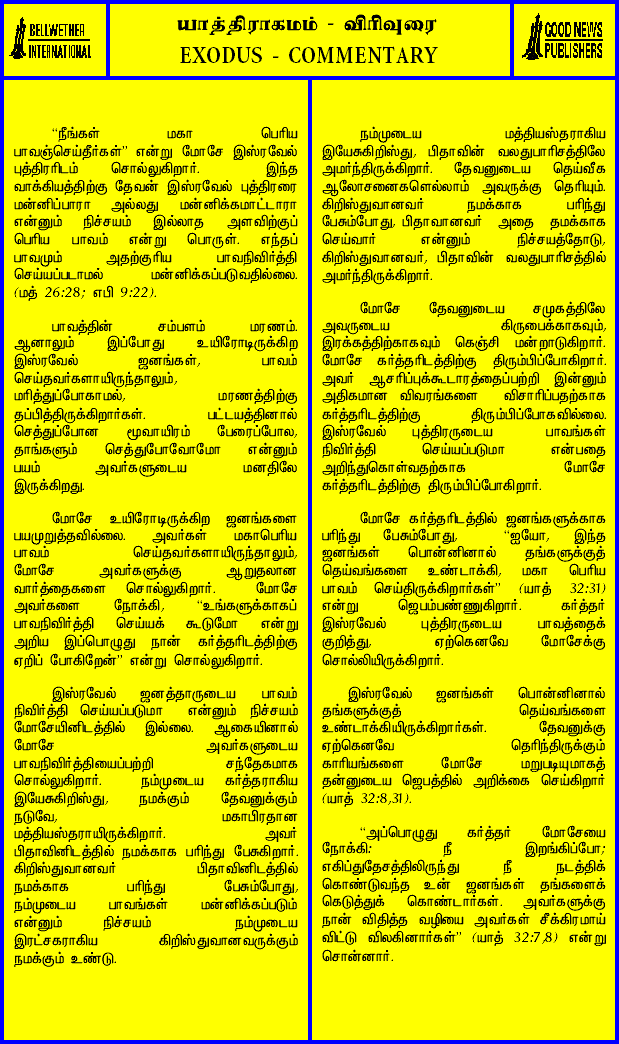 BELLWETHER
INTERNATIONAL
யாத்திராகமம் - விரிவுரை
EXODUS - COMMENTARY
GOOD NEWS
PUBLISHERS
“நீங்கள் மகா பெரிய
பாவஞ்செய்தீர்கள்” என்று மோசே இஸ்ரவேல்
புத்திரரிடம் சொல்லுகிறார். இந்த
வாக்கியத்திற்கு தேவன் இஸ்ரவேல் புத்திரரை
மன்னிப்பாரா அல்லது மன்னிக்கமாட்டாரா
என்னும் நிச்சயம் இல்லாத அளவிற்குப்
பெரிய பாவம் என்று பொருள். எந்தப்
பாவமும் அதற்குரிய பாவநிவிர்த்தி
செய்யப்படாமல் மன்னிக்கப்படுவதில்லை.
(மத் 26:28; எபி 9:22).
பாவத்தின் சம்பளம் மரணம்.
ஆனாலும் இப்போது உயிரோடிருக்கிற
இஸ்ரவேல் ஜனங்கள், பாவம்
செய்தவர்களாயிருந்தாலும்,
மரித்துப்போகாமல், மரணத்திற்கு
தப்பித்திருக்கிறார்கள். பட்டயத்தினால்
செத்துப்போன மூவாயிரம் பேரைப்போல,
தாங்களும் செத்துபோவோமோ என்னும்
பயம் அவர்களுடைய மனதிலே
இருக்கிறது.
மோசே உயிரோடிருக்கிற ஜனங்களை
பயமுறுத்தவில்லை. அவர்கள் மகாபெரிய
பாவம் செய்தவர்களாயிருந்தாலும்,
மோசே அவர்களுக்கு ஆறுதலான
வார்த்தைகளை சொல்லுகிறார். மோசே
அவர்களை நோக்கி, “உங்களுக்காகப்
பாவநிவிர்த்தி செய்யக் கூடுமோ என்று
அறிய இப்பொழுது நான் கர்த்தரிடத்திற்கு
ஏறிப் போகிறேன்” என்று சொல்லுகிறார்.
இஸ்ரவேல் ஜனத்தாருடைய பாவம்
நிவிர்த்தி செய்யப்படுமா என்னும் நிச்சயம்
மோசேயினிடத்தில் இல்லை. ஆகையினால்
மோசே அவர்களுடைய
பாவநிவிர்த்தியைப்பற்றி சந்தேகமாக
சொல்லுகிறார். நம்முடைய கர்த்தராகிய
இயேசுகிறிஸ்து, நமக்கும் தேவனுக்கும்
நடுவே, மகாபிரதான
மத்தியஸ்தராயிருக்கிறார். அவர்
பிதாவினிடத்தில் நமக்காக பரிந்து பேசுகிறார்.
கிறிஸ்துவானவர் பிதாவினிடத்தில்
நமக்காக பரிந்து பேசும்போது,
நம்முடைய பாவங்கள் மன்னிக்கப்படும்
என்னும் நிச்சயம் நம்முடைய
இரட்சகராகிய கிறிஸ்துவானவருக்கும்
நமக்கும் உண்டு.
நம்முடைய மத்தியஸ்தராகிய
இயேசுகிறிஸ்து, பிதாவின் வலதுபாரிசத்திலே
அமர்ந்திருக்கிறார். தேவனுடைய தெய்வீக
ஆலோசனைகளெல்லாம் அவருக்கு தெரியும்.
கிறிஸ்துவானவர் நமக்காக பரிந்து
பேசும்போது, பிதாவானவர் அதை தமக்காக
செய்வார் என்னும் நிச்சயத்தோடு,
கிறிஸ்துவானவர், பிதாவின் வலதுபாரிசத்தில்
அமர்ந்திருக்கிறார்.
மோசே தேவனுடைய சமுகத்திலே
அவருடைய கிருபைக்காகவும்,
இரக்கத்திற்காகவும் கெஞ்சி மன்றாடுகிறார்.
மோசே கர்த்தரிடத்திற்கு திரும்பிப்போகிறார்.
அவர் ஆசரிப்புக்கூடாரத்தைப்பற்றி இன்னும்
அதிகமான விவரங்களை விசாரிப்பதற்காக
கர்த்தரிடத்திற்கு திரும்பிப்போகவில்லை.
இஸ்ரவேல் புத்திரருடைய பாவங்கள்
நிவிர்த்தி செய்யப்படுமா என்பதை
அறிந்துகொள்வதற்காக மோசே
கர்த்தரிடத்திற்கு திரும்பிப்போகிறார்.
மோசே கர்த்தரிடத்தில் ஜனங்களுக்காக
பரிந்து பேசும்போது, “ஐயோ, இந்த
ஜனங்கள் பொன்னினால் தங்களுக்குத்
தெய்வங்களை உண்டாக்கி, மகா பெரிய
பாவம் செய்திருக்கிறார்கள்” (யாத் 32:31)
என்று ஜெபம்பண்ணுகிறார். கர்த்தர்
இஸ்ரவேல் புத்திரருடைய பாவத்தைக்
குறித்து, ஏற்கெனவே மோசேக்கு
சொல்லியிருக்கிறார்.
இஸ்ரவேல் ஜனங்கள் பொன்னினால்
தங்களுக்குத் தெய்வங்களை
உண்டாக்கியிருக்கிறார்கள். தேவனுக்கு
ஏற்கெனவே தெரிந்திருக்கும்
காரியங்களை மோசே மறுபடியுமாகத்
தன்னுடைய ஜெபத்தில் அறிக்கை செய்கிறார்
(யாத் 32:8,31).
“அப்பொழுது கர்த்தர் மோசேயை
நோக்கி: நீ இறங்கிப்போ;
எகிப்துதேசத்திலிருந்து நீ நடத்திக்
கொண்டுவந்த உன் ஜனங்கள் தங்களைக்
கெடுத்துக் கொண்டார்கள். அவர்களுக்கு
நான் விதித்த வழியை அவர்கள் சீக்கிரமாய்
விட்டு விலகினார்கள்” (யாத் 32:7,8) என்று
சொன்னார்.